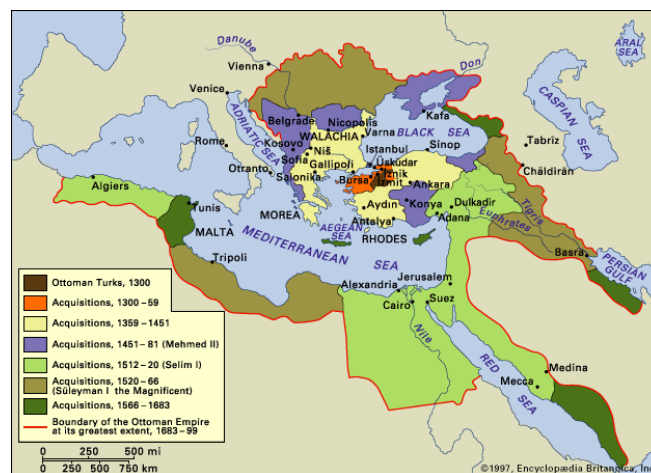 ARAL
SEA
Danube
Vienna
Don
Venice
CASPIAN
SEA
ADRIATIC SEA
Belgrade
Nicopolis
Kafa
WALACHIA
Kosovo
Varna
BLACK SEA
Rome
Niš
Sofia
Istanbul
Sinop
Tabriz
Gallipoli
Üsküdar
Otranto
Salonika
Bursa
İznik
İzmit
Ankara
Chāldirān
Algiers
Aydın
Konya
Dulkadir
Tigris
Tunis
MOREA
AEGEAN
SEA
Antalya
Adana
Euphrates
MALTA
RHODES
Basra
MEDITERRANEAN SEA
PERSIAN
GULF
Tripoli
Jerusalem
Alexandria
Cairo
Suez
Nile
RED
SEA
Medina
Mecca
Ottoman Turks, 1300
Acquisitions, 1300–59
Acquisitions, 1359–1451
Acquisitions, 1451–81 (Mehmed II)
Acquisitions, 1512–20 (Selim I)
Acquisitions, 1520–66
(Süleyman I the Magnificent)
Acquisitions, 1566–1683
Boundary of the Ottoman Empire
at its greatest extent, 1683–99
0 250 500 mi
0 250 500 750 km
©1997, Encyclopædia Britannica, Inc.